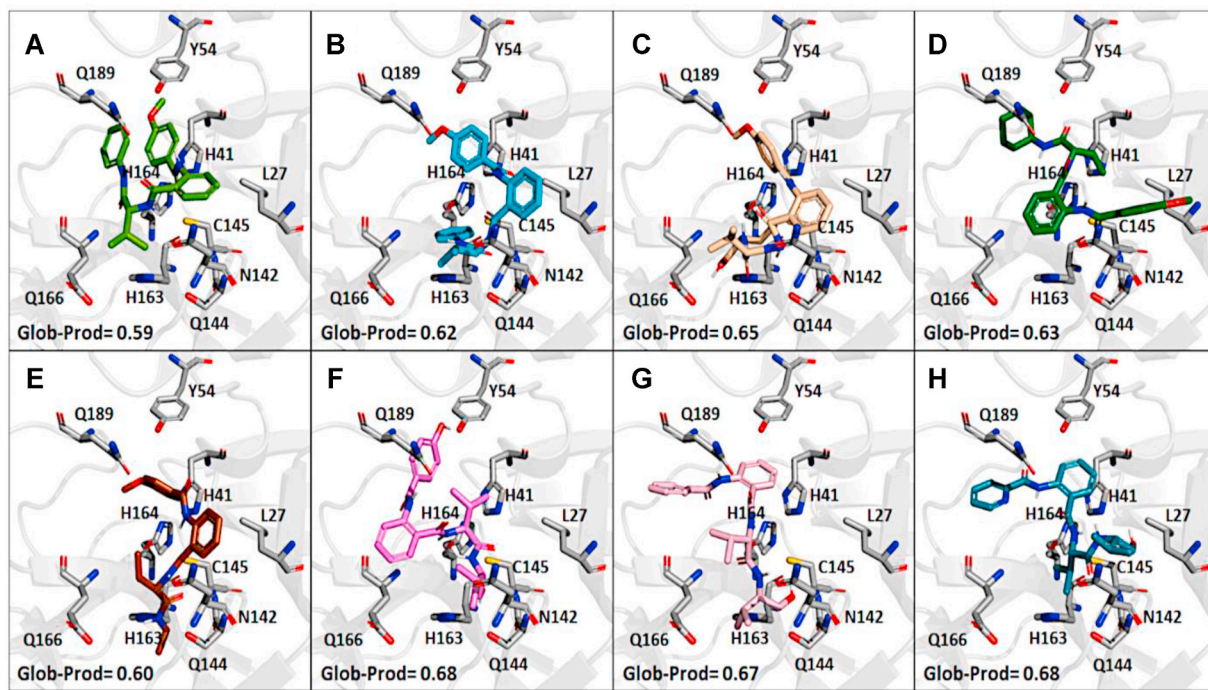 A
Y54
Q189
H41
H164
L27
C145
Q166
H163
N142
Q144
Glob-Prod= 0.59
B
Y54
Q189
H41
H164
L27
C145
Q166
H163
N142
Q144
Glob-Prod= 0.62
C
Y54
Q189
H41
H164
L27
C145
Q166
H163
N142
Q144
Glob-Prod= 0.65
D
Y54
Q189
H41
H164
L27
C145
Q166
H163
N142
Q144
Glob-Prod= 0.63
E
Y54
Q189
H41
H164
L27
C145
Q166
H163
N142
Q144
Glob-Prod= 0.60
F
Y54
Q189
H41
H164
L27
C145
Q166
H163
N142
Q144
Glob-Prod= 0.68
G
Y54
Q189
H41
H164
L27
C145
Q166
H163
N142
Q144
Glob-Prod= 0.67
H
Y54
Q189
H41
H164
L27
C145
Q166
H163
N142
Q144
Glob-Prod= 0.68